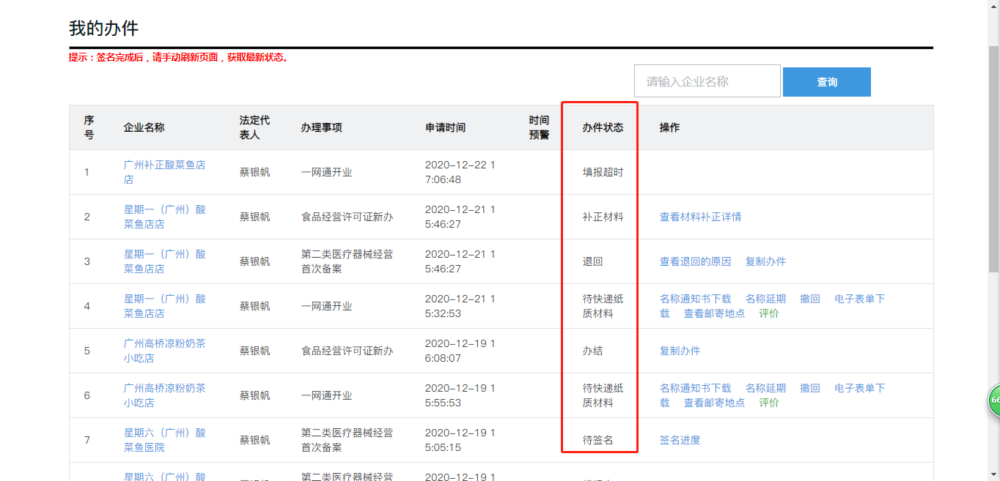 我的办件
提示：签名完成后，请手动刷新页面，获取最新状态。
请输入企业名称 查询
序号 企业名称 法定代表人 办理事项 申请时间 时间预警 办件状态 操作
1 广州补正酸菜鱼店店 蔡银帆 一网通开业 2020-12-22 17:06:48 填报超时
2 星期一（广州）酸菜鱼店店 蔡银帆 食品经营许可证新办 2020-12-21 15:46:27 补正材料 查看材料补正详情
3 星期一（广州）酸菜鱼店店 蔡银帆 第二类医疗器械经营首次备案 2020-12-21 15:46:27 退回 查看退回的原因 复制办件
4 星期一（广州）酸菜鱼店店 蔡银帆 一网通开业 2020-12-21 15:32:53 待快递纸质材料 名称通知书下载 名称延期 撤回 电子表单下载 查看邮寄地点 评价
5 广州高桥凉粉奶茶小吃店 蔡银帆 食品经营许可证新办 2020-12-19 16:08:07 办结 复制办件
6 广州高桥凉粉奶茶小吃店 蔡银帆 一网通开业 2020-12-19 15:55:53 待快递纸质材料 名称通知书下载 名称延期 撤回 电子表单下载 查看邮寄地点 评价
7 星期六（广州）酸菜鱼医院 蔡银帆 第二类医疗器械经营首次备案 2020-12-19 15:05:15 待签名 签名进度
星期六（广州）酸 第二类医疗器械经营 2020-12-19 1
66